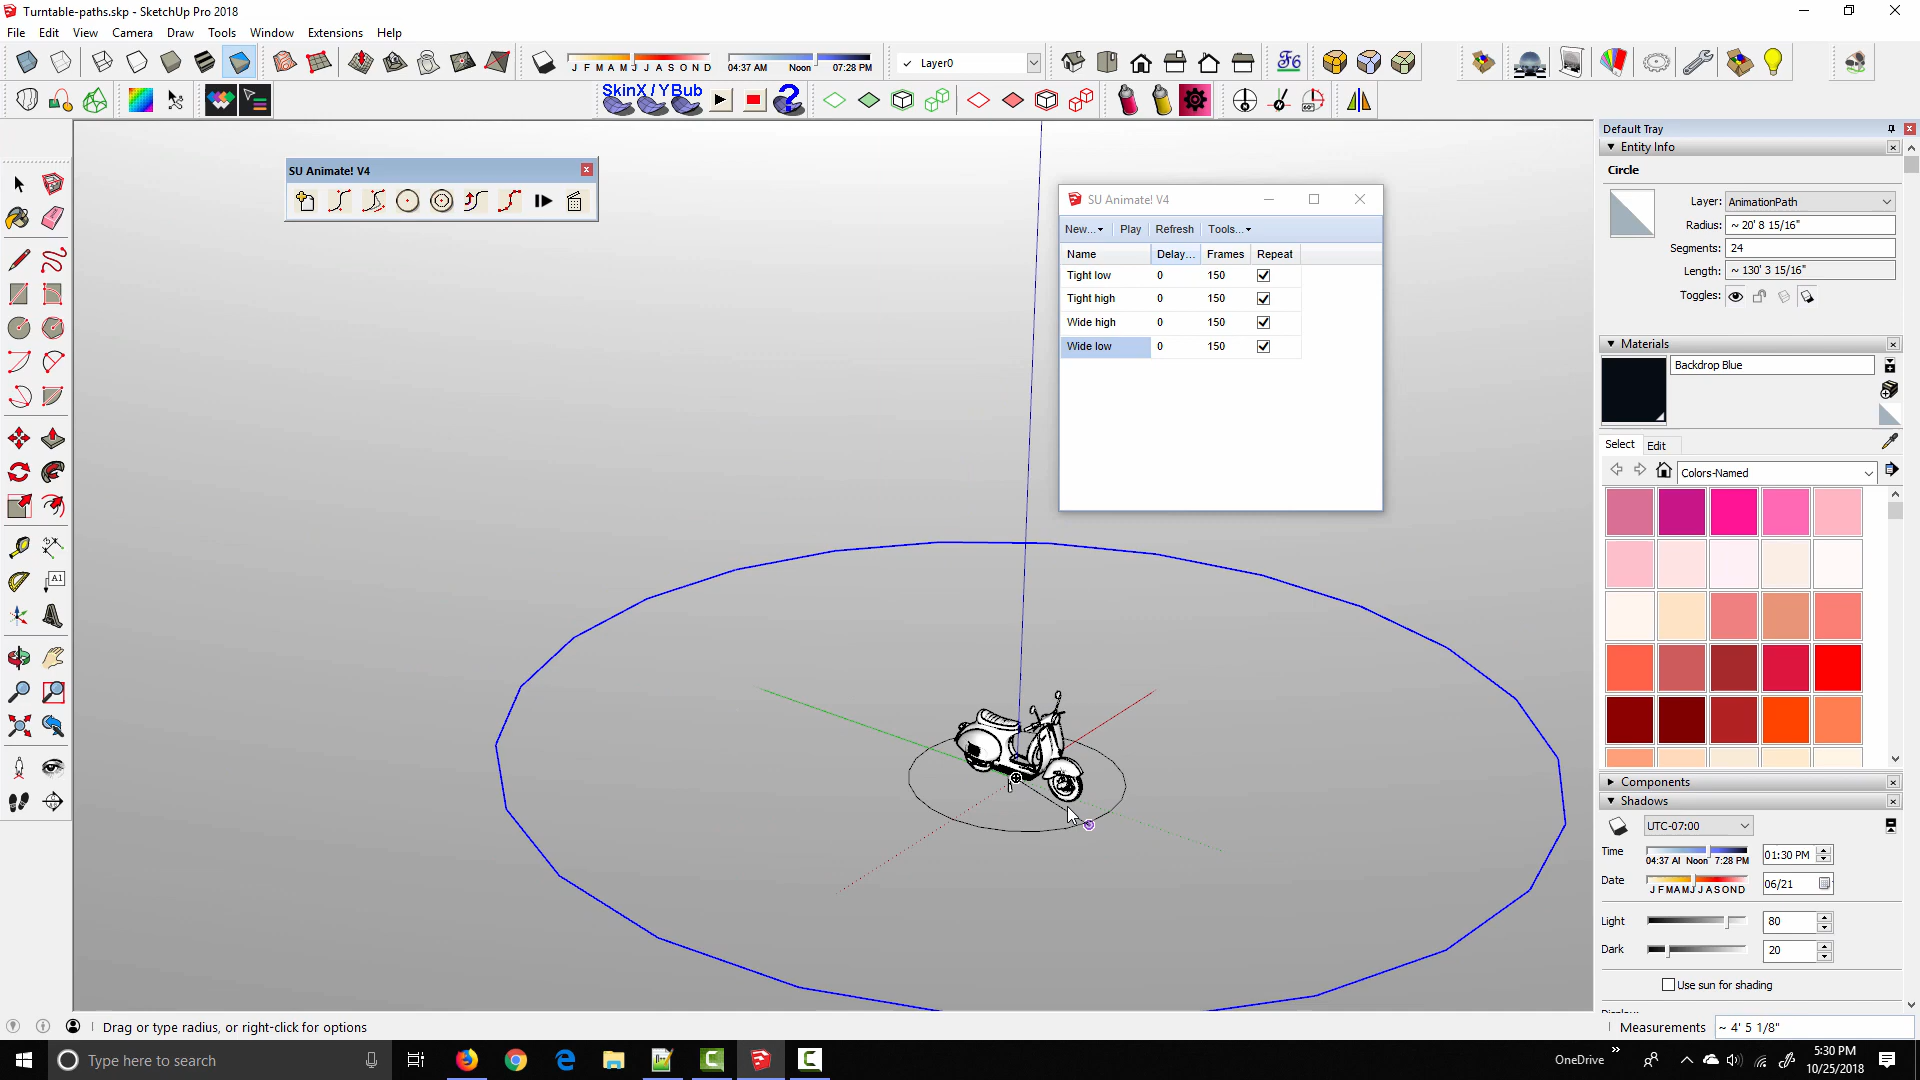 Turntable-paths.skp - SketchUp Pro 2018
File Edit View Camera Draw Tools Window Extensions Help
J F M A M J J A S O N D
04:37 AM Noon 07:28 PM
Layer0
SkinX / YBub
SU Animate! V4
SU Animate! V4
New... Play Refresh Tools...
Name Delay... Frames Repeat
Tight low 0 150
Tight high 0 150
Wide high 0 150
Wide low 0 150
A1
Default Tray
Entity Info
Circle
Layer: AnimationPath
Radius: ~ 20' 8 15/16"
Segments: 24
Length: ~ 130' 3 15/16"
Toggles:
Materials
Backdrop Blue
Select Edit
Colors-Named
Components
Shadows
UTC-07:00
Time 04:37 AI Noon 7:28 PM 01:30 PM
Date J F M A M J J A S O N D 06/21
Light 80
Dark 20
Use sun for shading
Drag or type radius, or right-click for options
Measurements ~ 4' 5 1/8"
Type here to search
OneDrive
5:30 PM
10/25/2018